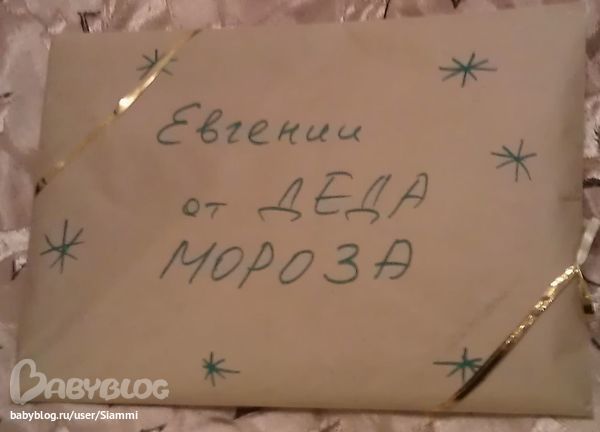 Евгении
от ДЕДА
МОРОЗА
BABYBLOG
babyblog.ru/user/Siammi